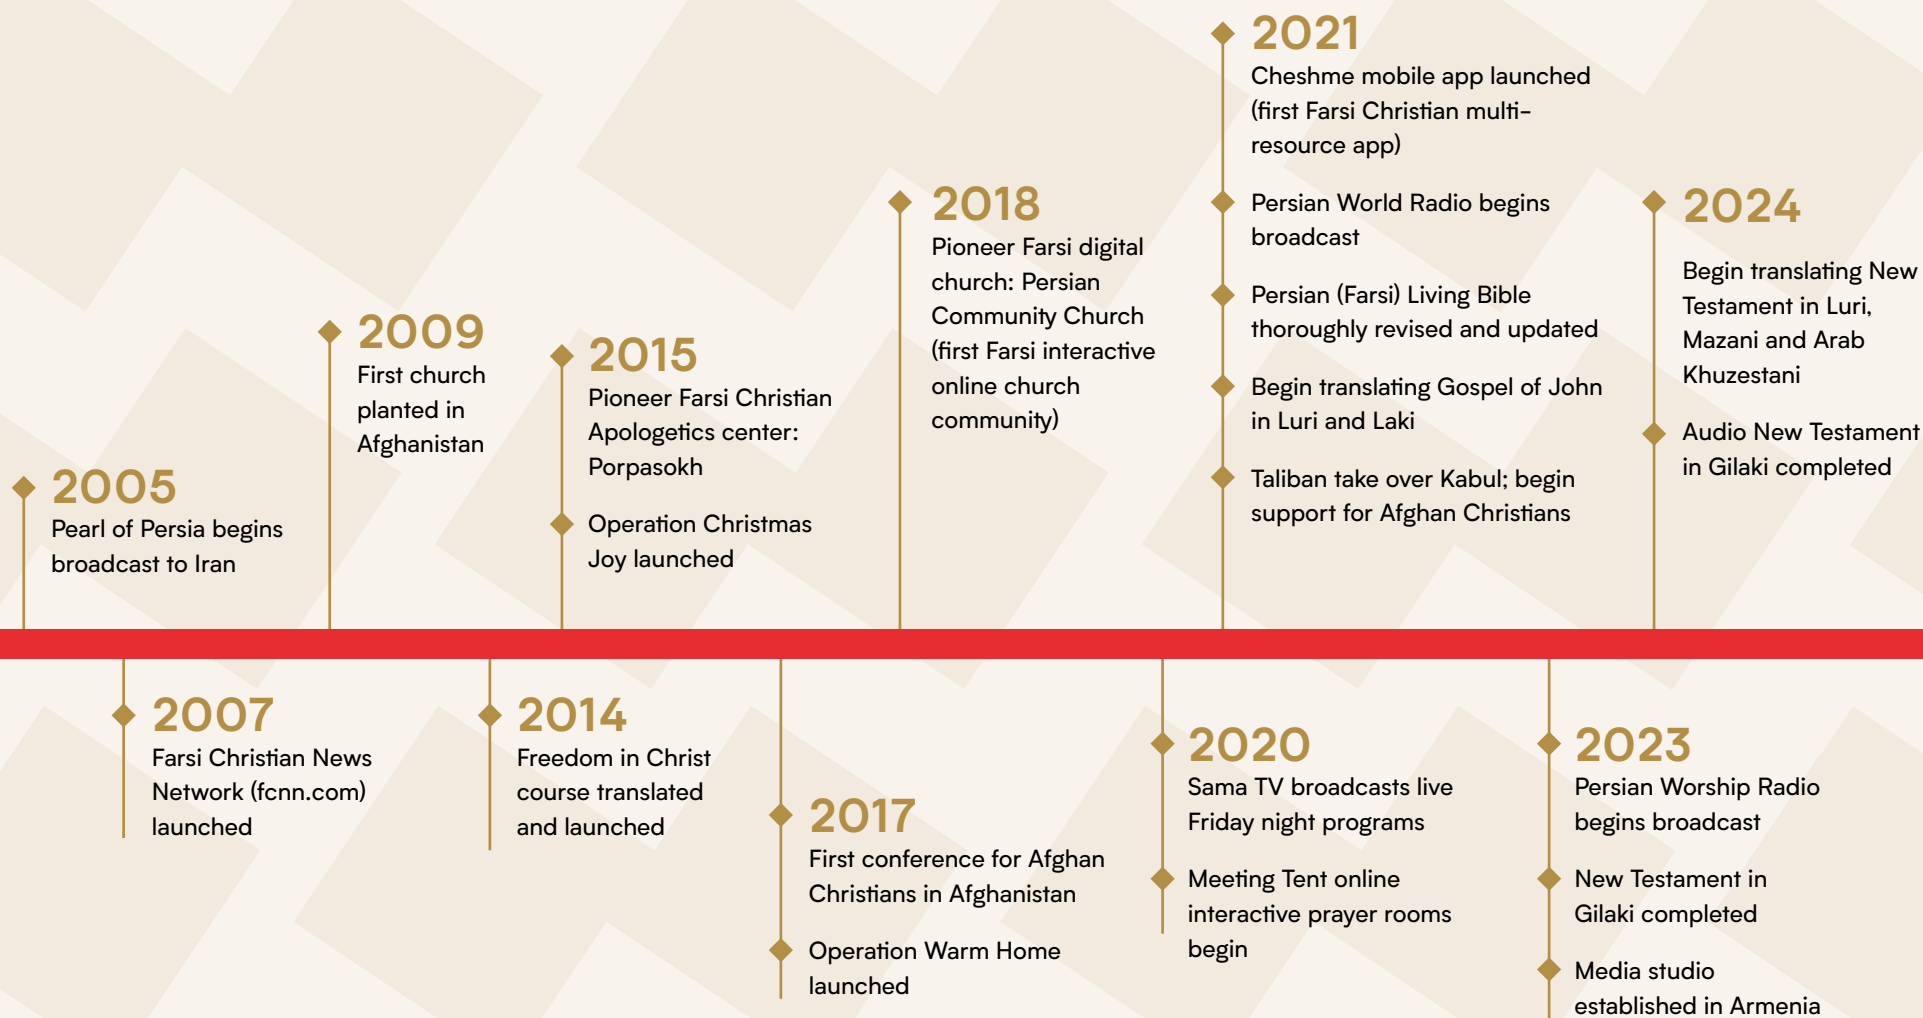 2005
Pearl of Persia begins
broadcast to Iran
2009
First church
planted in
Afghanistan
2015
Pioneer Farsi Christian
Apologetics center:
Porpasokh
Operation Christmas
Joy launched
2018
Pioneer Farsi digital
church: Persian
Community Church
(first Farsi interactive
online church
community)
2021
Cheshme mobile app launched
(first Farsi Christian multi-
resource app)
Persian World Radio begins
broadcast
Persian (Farsi) Living Bible
thoroughly revised and updated
Begin translating Gospel of John
in Luri and Laki
Taliban take over Kabul; begin
support for Afghan Christians
2024
Begin translating New
Testament in Luri,
Mazani and Arab
Khuzestani
Audio New Testament
in Gilaki completed
2007
Farsi Christian News
Network (fcnn.com)
launched
2014
Freedom in Christ
course translated
and launched
2017
First conference for Afghan
Christians in Afghanistan
Operation Warm Home
launched
2020
Sama TV broadcasts live
Friday night programs
Meeting Tent online
interactive prayer rooms
begin
2023
Persian Worship Radio
begins broadcast
New Testament in
Gilaki completed
Media studio
established in Armenia